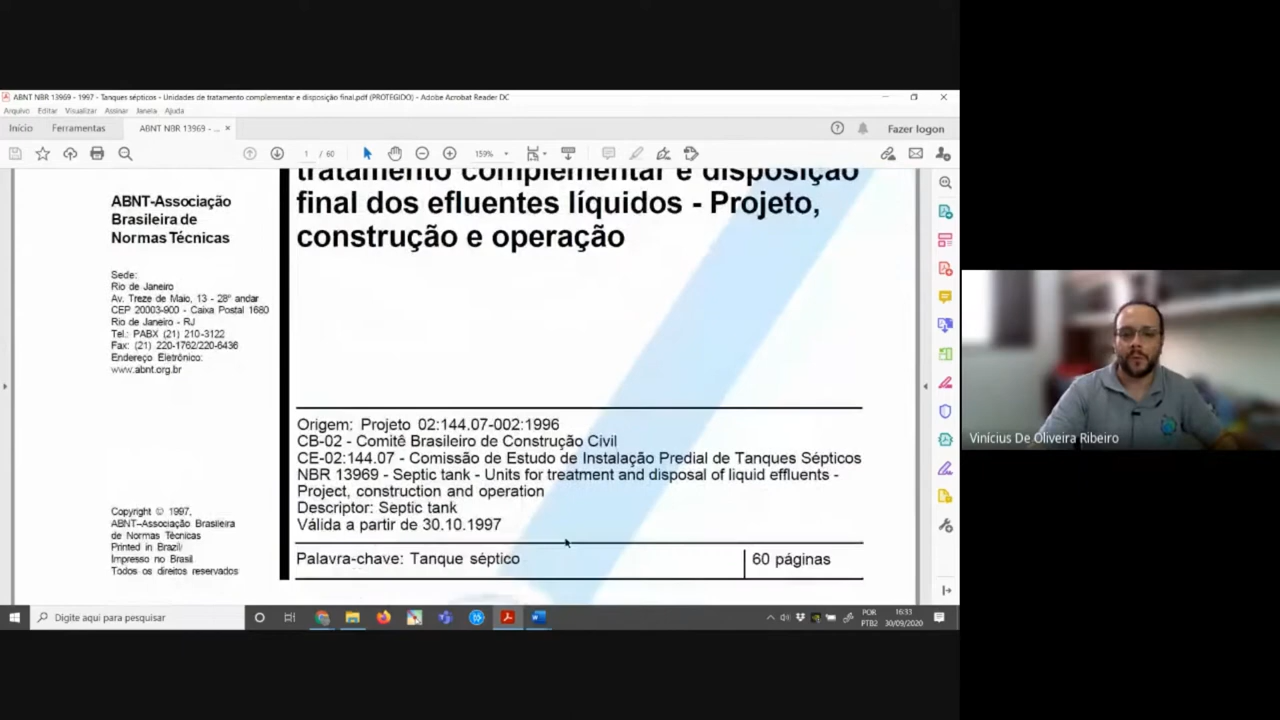 ABNT NBR 13969 - 1997 - Tanques sépticos - Unidades de tratamento complementar e disposição final.pdf (PROTEGIDO) - Adobe Acrobat Reader DC
Arquivo Editar Visualizar Assinar Janela Ajuda
Início Ferramentas ABNT NBR 13969 - ... × Fazer logon
1 / 60 159%
tratamento complementar e disposição
final dos efluentes líquidos - Projeto,
construção e operação
ABNT-Associação
Brasileira de
Normas Técnicas
Sede:
Rio de Janeiro
Av. Treze de Maio, 13 - 28º andar
CEP 20003-900 - Caixa Postal 1680
Rio de Janeiro - RJ
Tel.: PABX (21) 210-3122
Fax: (21) 220-1762/220-6436
Endereço Eletrônico:
www.abnt.org.br
Origem: Projeto 02:144.07-002:1996
CB-02 - Comitê Brasileiro de Construção Civil
CE-02:144.07 - Comissão de Estudo de Instalação Predial de Tanques Sépticos
NBR 13969 - Septic tank - Units for treatment and disposal of liquid effluents -
Project, construction and operation
Descriptor: Septic tank
Válida a partir de 30.10.1997
Copyright © 1997,
ABNT–Associação Brasileira
de Normas Técnicas
Printed in Brazil/
Impresso no Brasil
Todos os direitos reservados
Palavra-chave: Tanque séptico 60 páginas
Vinícius De Oliveira Ribeiro
Digite aqui para pesquisar
POR
PTB2
16:33
30/09/2020